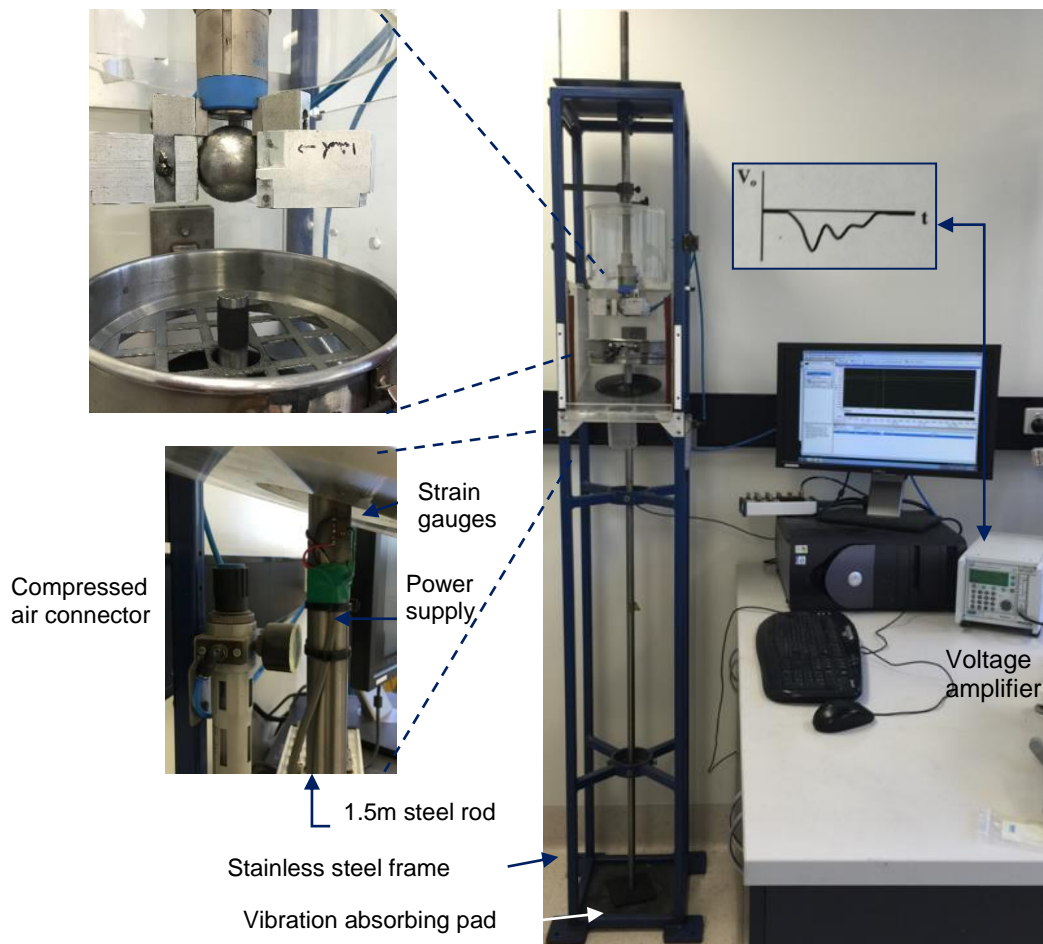 V₀
t
Strain
gauges
Compressed
air connector
Power
supply
Voltage
amplifier
1.5m steel rod
Stainless steel frame
Vibration absorbing pad